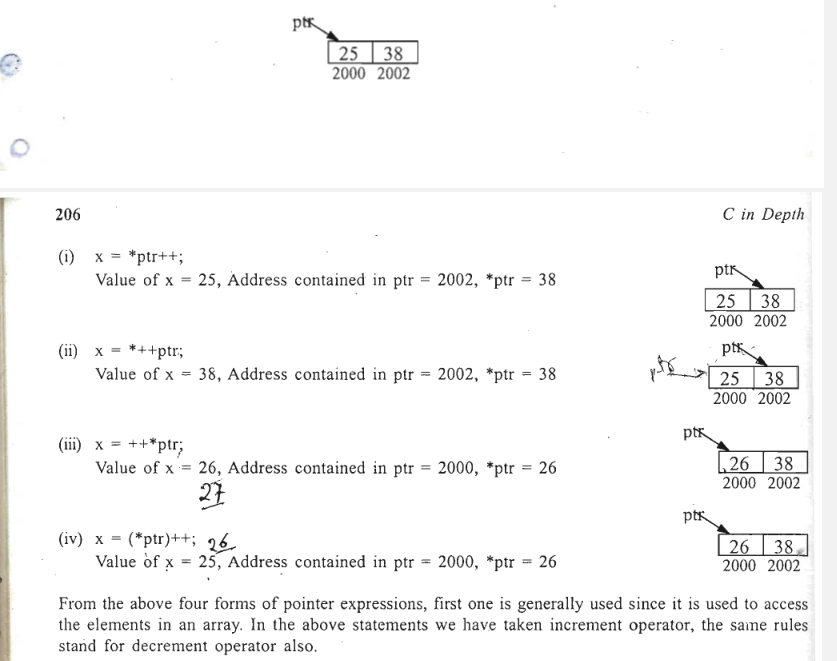 ptr
25 38
2000 2002
206 C in Depth
(i) x = *ptr++;
Value of x = 25, Address contained in ptr = 2002, *ptr = 38
ptr
25 38
2000 2002
(ii) x = *++ptr;
Value of x = 38, Address contained in ptr = 2002, *ptr = 38
ptr
ptr
25 38
2000 2002
(iii) x = ++*ptr;
Value of x = 26, Address contained in ptr = 2000, *ptr = 26
27
ptr
26 38
2000 2002
(iv) x = (*ptr)++; 26
Value of x = 25, Address contained in ptr = 2000, *ptr = 26
ptr
26 38
2000 2002
From the above four forms of pointer expressions, first one is generally used since it is used to access
the elements in an array. In the above statements we have taken increment operator, the same rules
stand for decrement operator also.